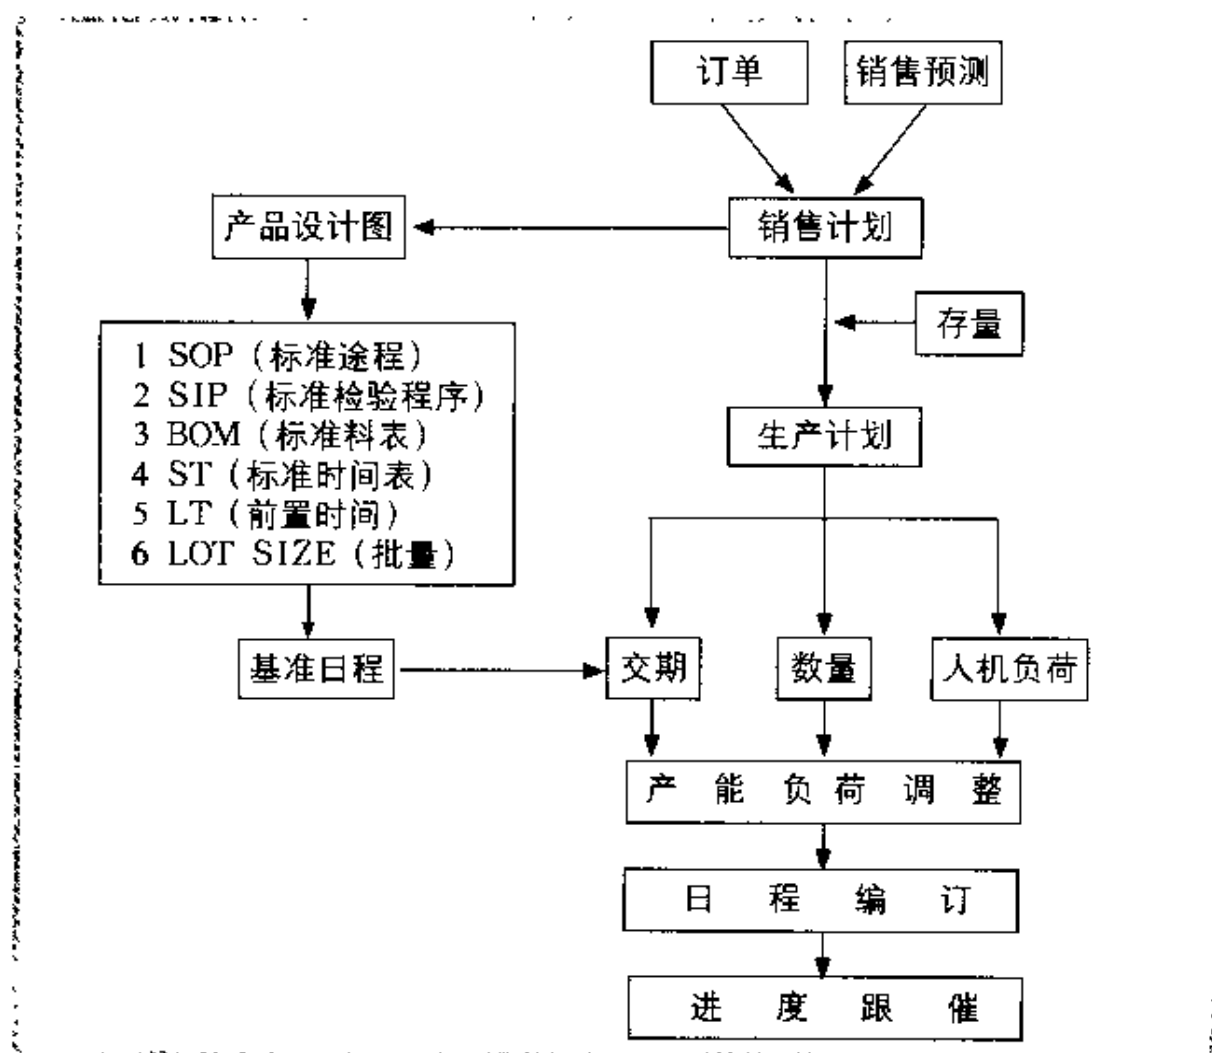 订单
销售预测
产品设计图
销售计划
存量
1 SOP（标准途程）
2 SIP（标准检验程序）
3 BOM（标准料表）
4 ST（标准时间表）
5 LT（前置时间）
6 LOT SIZE（批量）
生产计划
基准日程
交期
数量
人机负荷
产能负荷调整
日程编订
进度跟催